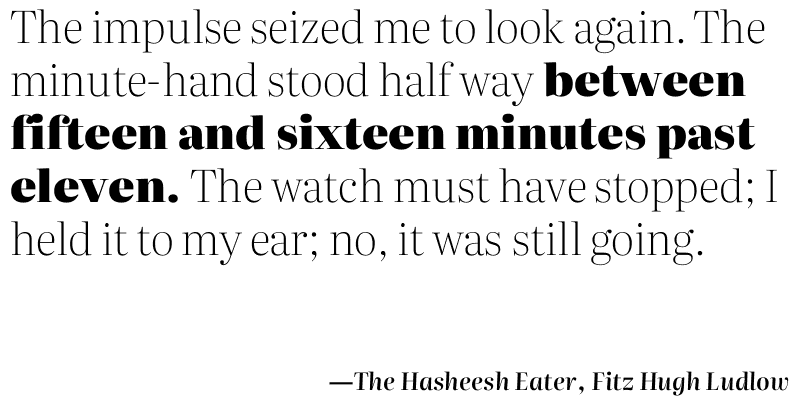 The impulse seized me to look again. The
minute-hand stood half way between
fifteen and sixteen minutes past
eleven. The watch must have stopped; I
held it to my ear; no, it was still going.
—The Hasheesh Eater, Fitz Hugh Ludlow